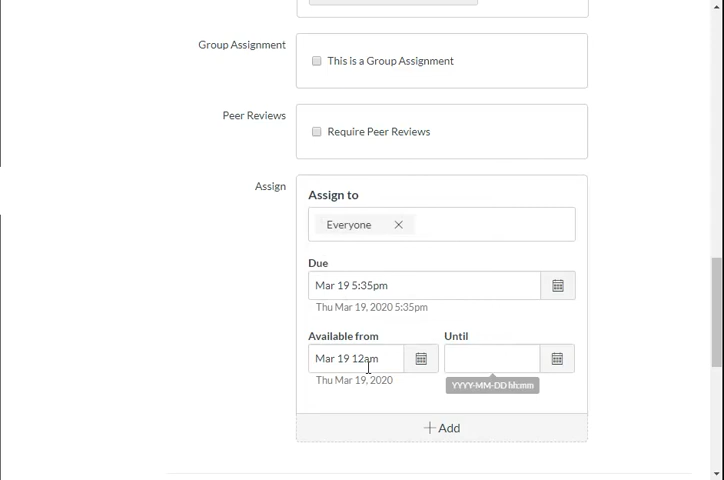 Group Assignment
This is a Group Assignment
Peer Reviews
Require Peer Reviews
Assign
Assign to
Everyone
Due
Mar 19 5:35pm
Thu Mar 19, 2020 5:35pm
Available from Until
Mar 19 12am
Thu Mar 19, 2020
YYYY-MM-DD hh:mm
+ Add